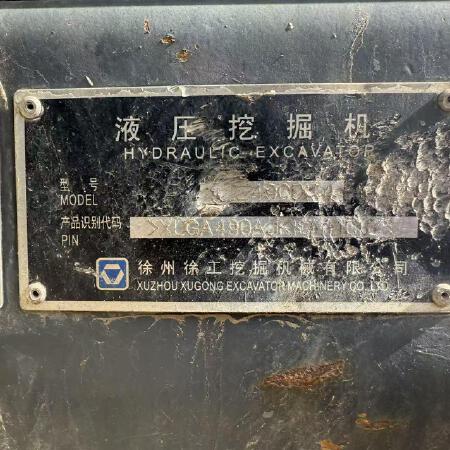 液压挖掘机
HYDRAULIC EXCAVATOR
型号
MODEL
产品识别代码
PIN
徐州徐工挖掘机械有限公司
XUZHOU XUGONG EXCAVATOR MACHINERY CO., LTD